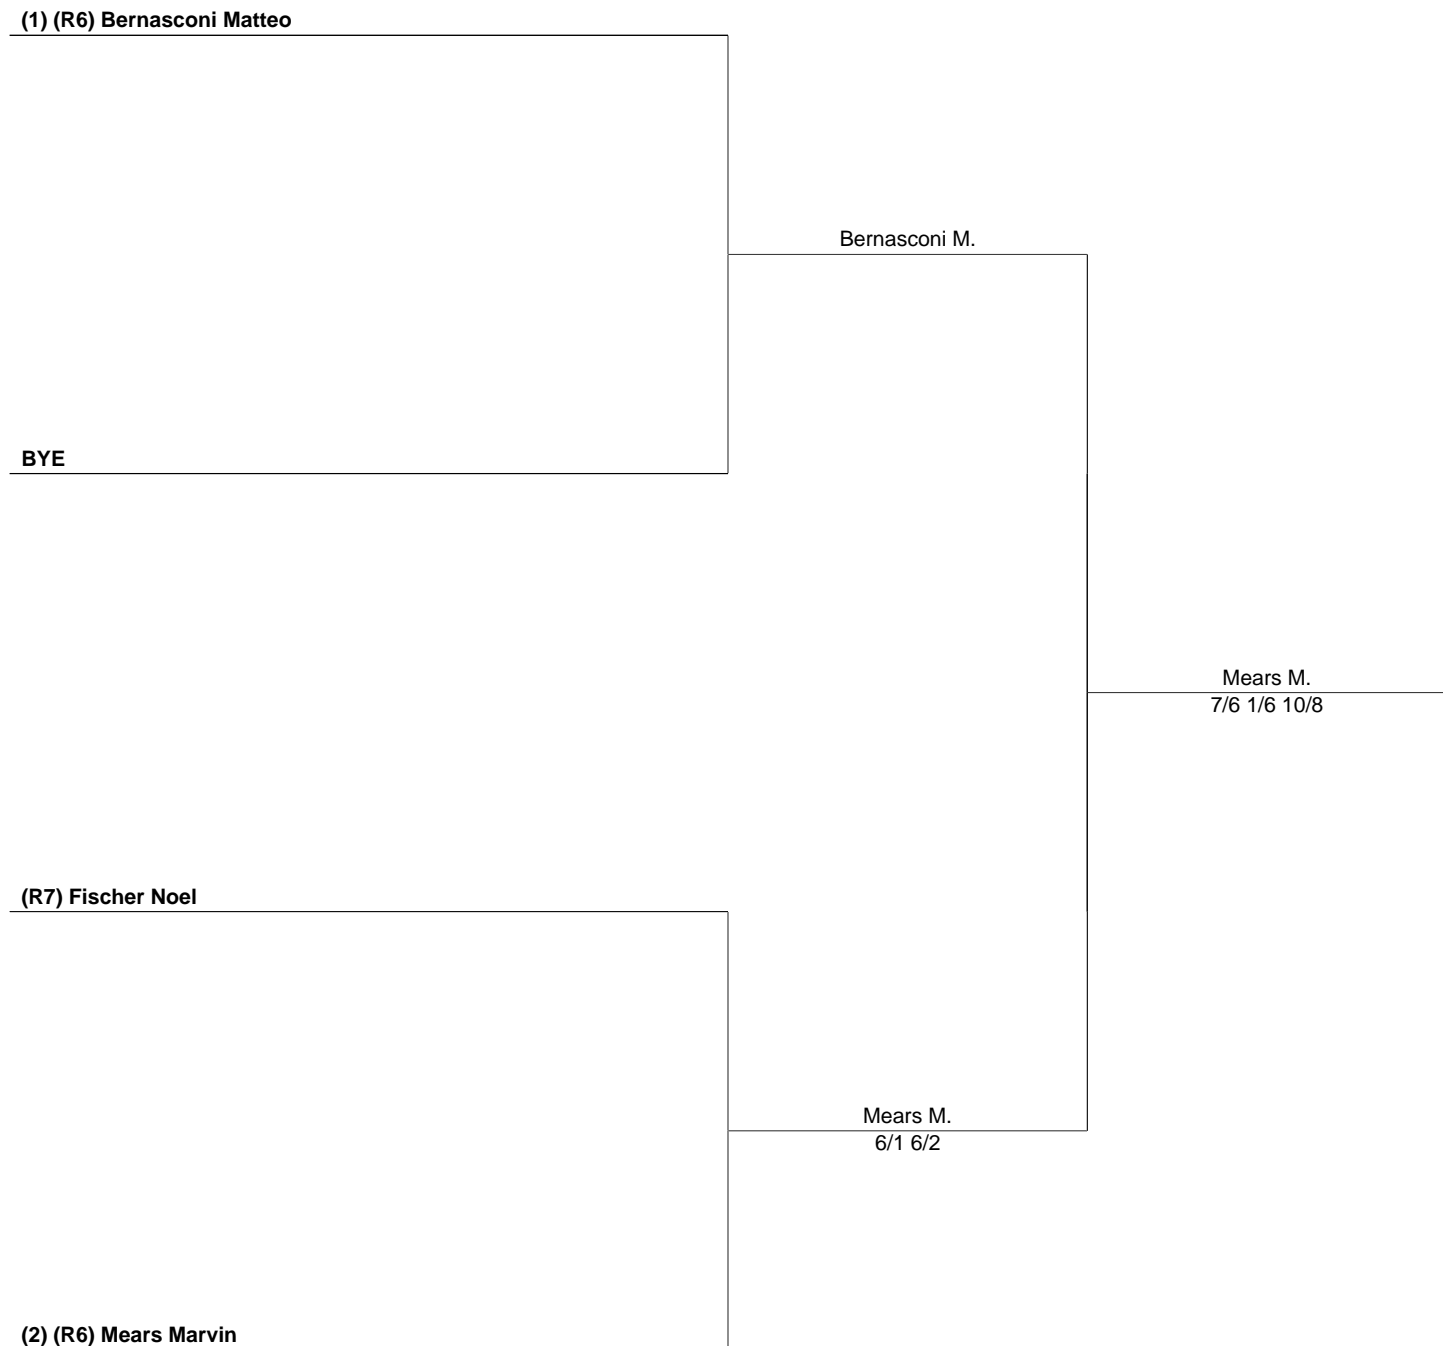 (1) (R6) Bernasconi Matteo
Bernasconi M.
BYE
Mears M.
7/6 1/6 10/8
(R7) Fischer Noel
Mears M.
6/1 6/2
(2) (R6) Mears Marvin